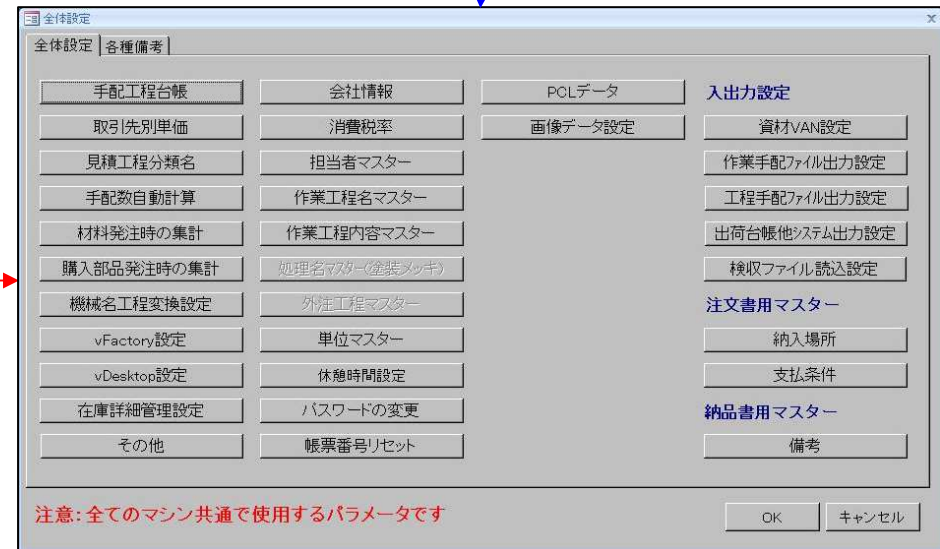 全体設定
x
全体設定 各種備考
手配工程台帳
取引先別単価
見積工程分類名
手配数自動計算
材料発注時の集計
購入部品発注時の集計
機械名工程変換設定
vFactory設定
vDesktop設定
在庫詳細管理設定
その他
会社情報
消費税率
担当者マスター
作業工程名マスター
作業工程内容マスター
処理名マスター(塗装メッキ)
外注工程マスター
単位マスター
休憩時間設定
パスワードの変更
帳票番号リセット
PCLデータ
画像データ設定
入出力設定
資材VAN設定
作業手配ファイル出力設定
工程手配ファイル出力設定
出荷台帳他システム出力設定
検収ファイル読込設定
注文書用マスター
納入場所
支払条件
納品書用マスター
備考
注意:全てのマシン共通で使用するパラメータです
OK キャンセル